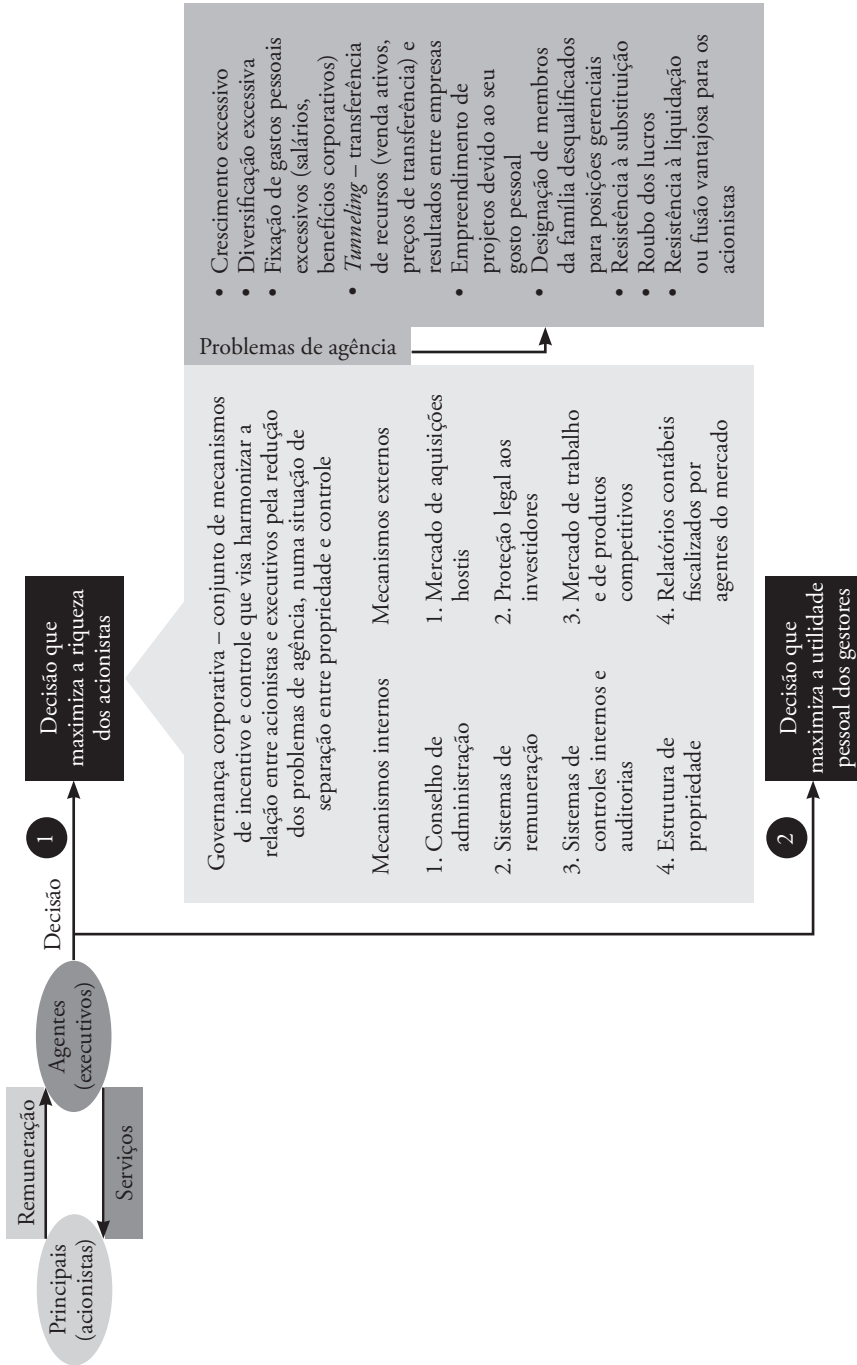 Principais
(acionistas)
Remuneração
Serviços
Agentes
(executivos)
Decisão
1
Decisão que
maximiza a riqueza
dos acionistas
Governança corporativa – conjunto de mecanismos
de incentivo e controle que visa harmonizar a
relação entre acionistas e executivos pela redução
dos problemas de agência, numa situação de
separação entre propriedade e controle
Mecanismos internos
1. Conselho de
administração
2. Sistemas de
remuneração
3. Sistemas de
controles internos e
auditorias
4. Estrutura de
propriedade
Mecanismos externos
1. Mercado de aquisições
hostis
2. Proteção legal aos
investidores
3. Mercado de trabalho
e de produtos
competitivos
4. Relatórios contábeis
fiscalizados por
agentes do mercado
Problemas de agência
• Crescimento excessivo
• Diversificação excessiva
• Fixação de gastos pessoais
excessivos (salários,
benefícios corporativos)
• Tunneling – transferência
de recursos (venda ativos,
preços de transferência) e
resultados entre empresas
• Empreendimento de
projetos devido ao seu
gosto pessoal
• Designação de membros
da família desqualificados
para posições gerenciais
• Resistência à substituição
• Roubo dos lucros
• Resistência à liquidação
ou fusão vantajosa para os
acionistas
2
Decisão que
maximiza a utilidade
pessoal dos gestores